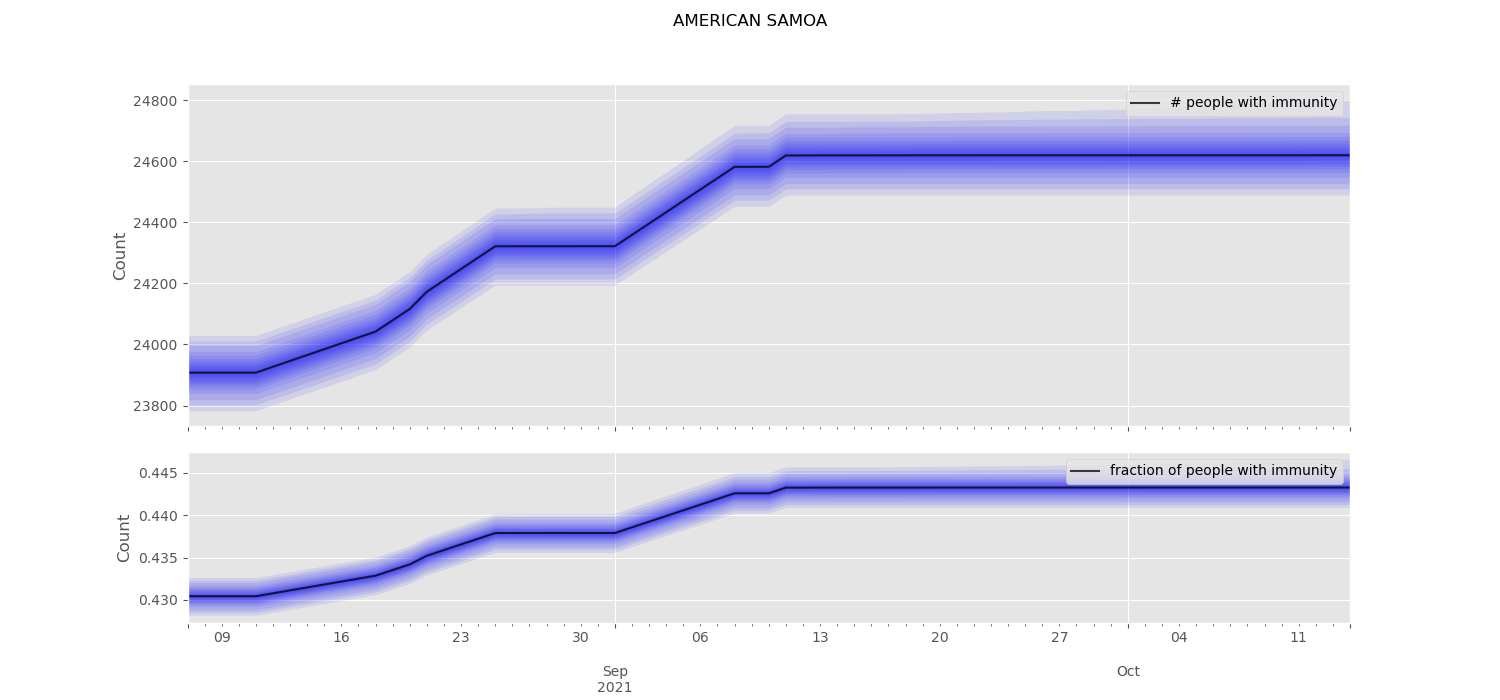 AMERICAN SAMOA
24800
24600
24400
24200
24000
23800
Count
# people with immunity
0.445
0.440
0.435
0.430
Count
fraction of people with immunity
09 16 23 30 06 13 20 27 04 11
Sep Oct
2021